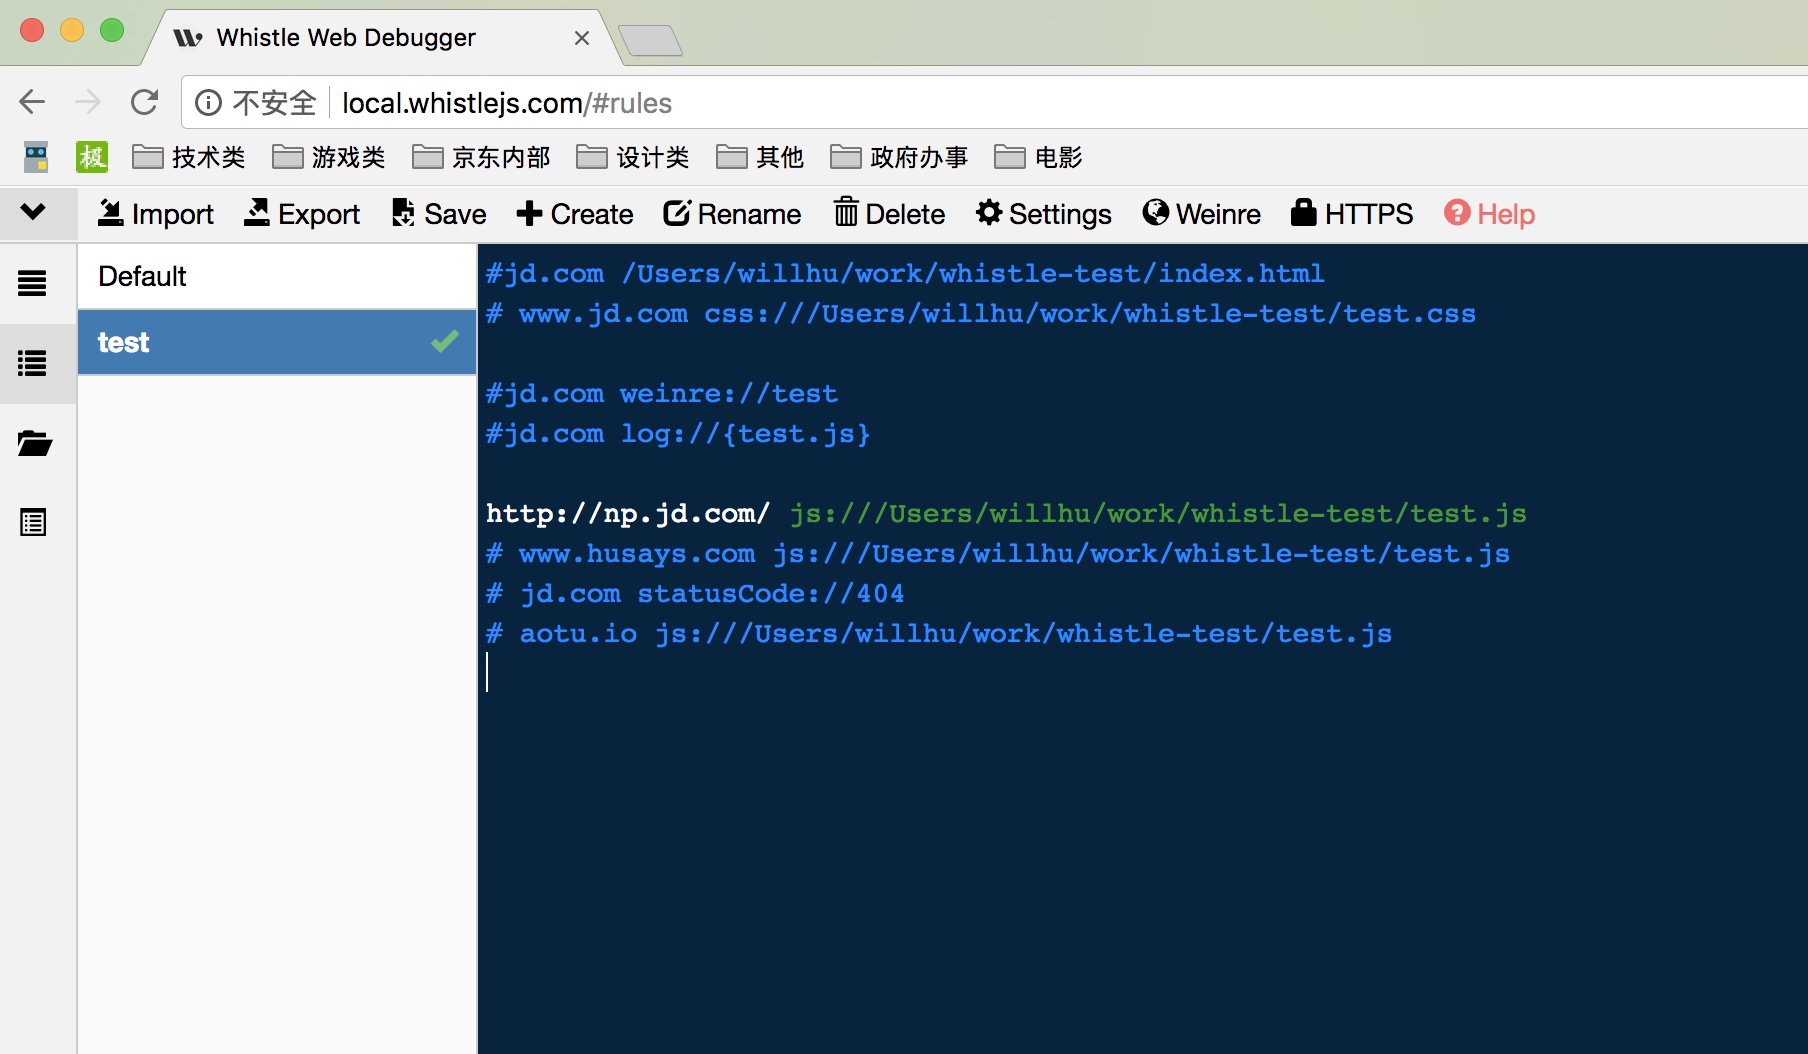 Whistle Web Debugger
不安全 local.whistlejs.com/#rules
极 技术类 游戏类 京东内部 设计类 其他 政府办事 电影
Import Export Save Create Rename Delete Settings Weinre HTTPS Help
Default
test
#jd.com /Users/willhu/work/whistle-test/index.html
# www.jd.com css:///Users/willhu/work/whistle-test/test.css
#jd.com weinre://test
#jd.com log://{test.js}
http://np.jd.com/ js:///Users/willhu/work/whistle-test/test.js
# www.husays.com js:///Users/willhu/work/whistle-test/test.js
# jd.com statusCode://404
# aotu.io js:///Users/willhu/work/whistle-test/test.js